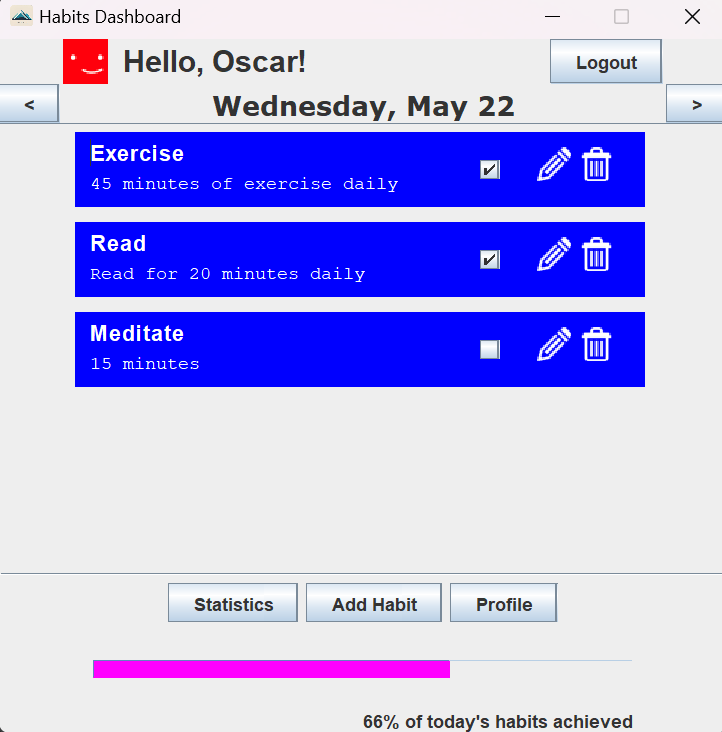 Habits Dashboard
Hello, Oscar!
Logout
<
Wednesday, May 22
>
Exercise
45 minutes of exercise daily
Read
Read for 20 minutes daily
Meditate
15 minutes
Statistics
Add Habit
Profile
66% of today's habits achieved